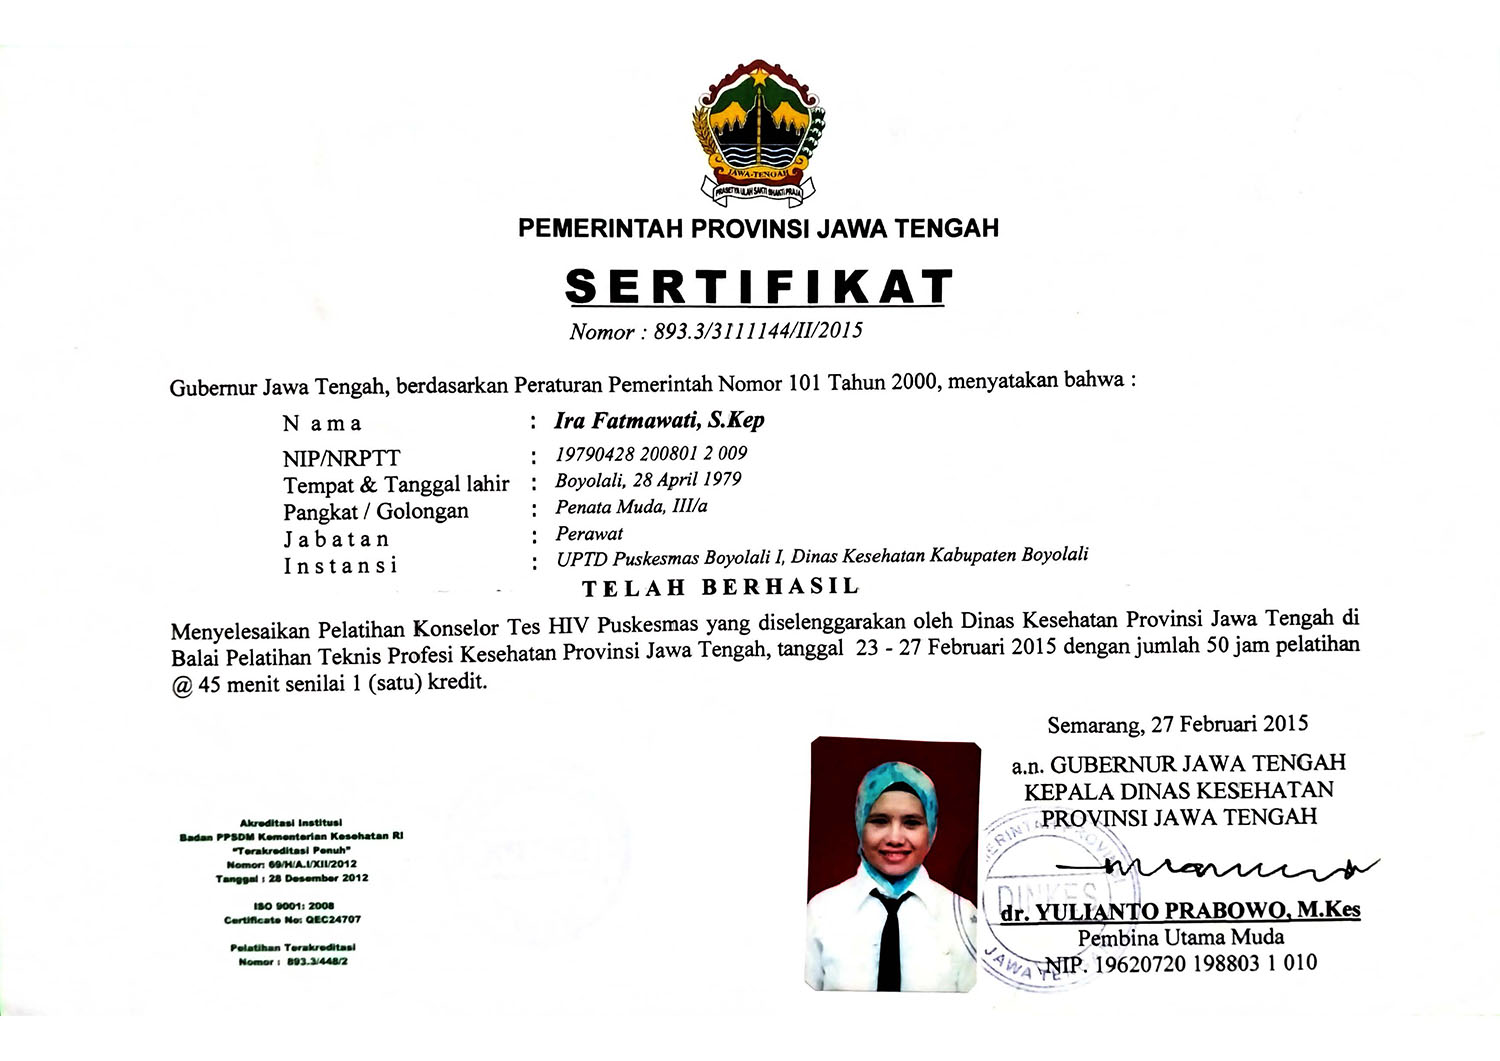 JAWA-TENGAH
PRASETYA ULAH SAKTI BHAKTI PRAJA
PEMERINTAH PROVINSI JAWA TENGAH
SERTIFIKAT
Nomor : 893.3/3111144/II/2015
Gubernur Jawa Tengah, berdasarkan Peraturan Pemerintah Nomor 101 Tahun 2000, menyatakan bahwa :
N a m a : Ira Fatmawati, S.Kep
NIP/NRPTT : 19790428 200801 2 009
Tempat & Tanggal lahir : Boyolali, 28 April 1979
Pangkat / Golongan : Penata Muda, III/a
J a b a t a n : Perawat
I n s t a n s i : UPTD Puskesmas Boyolali I, Dinas Kesehatan Kabupaten Boyolali
TELAH BERHASIL
Menyelesaikan Pelatihan Konselor Tes HIV Puskesmas yang diselenggarakan oleh Dinas Kesehatan Provinsi Jawa Tengah di
Balai Pelatihan Teknis Profesi Kesehatan Provinsi Jawa Tengah, tanggal 23 - 27 Februari 2015 dengan jumlah 50 jam pelatihan
@ 45 menit senilai 1 (satu) kredit.
Semarang, 27 Februari 2015
a.n. GUBERNUR JAWA TENGAH
KEPALA DINAS KESEHATAN
PROVINSI JAWA TENGAH
DINKES
JAWA TE
dr. YULIANTO PRABOWO, M.Kes
Pembina Utama Muda
NIP. 19620720 198803 1 010
Akreditasi Institusi
Badan PPSDM Kementerian Kesehatan RI
"Terakreditasi Penuh"
Nomor: 69/H/A.I/XII/2012
Tanggal : 28 Desember 2012
ISO 9001: 2008
Certificate No: QEC24707
Pelatihan Terakreditasi
Nomor : 893.3/448/2